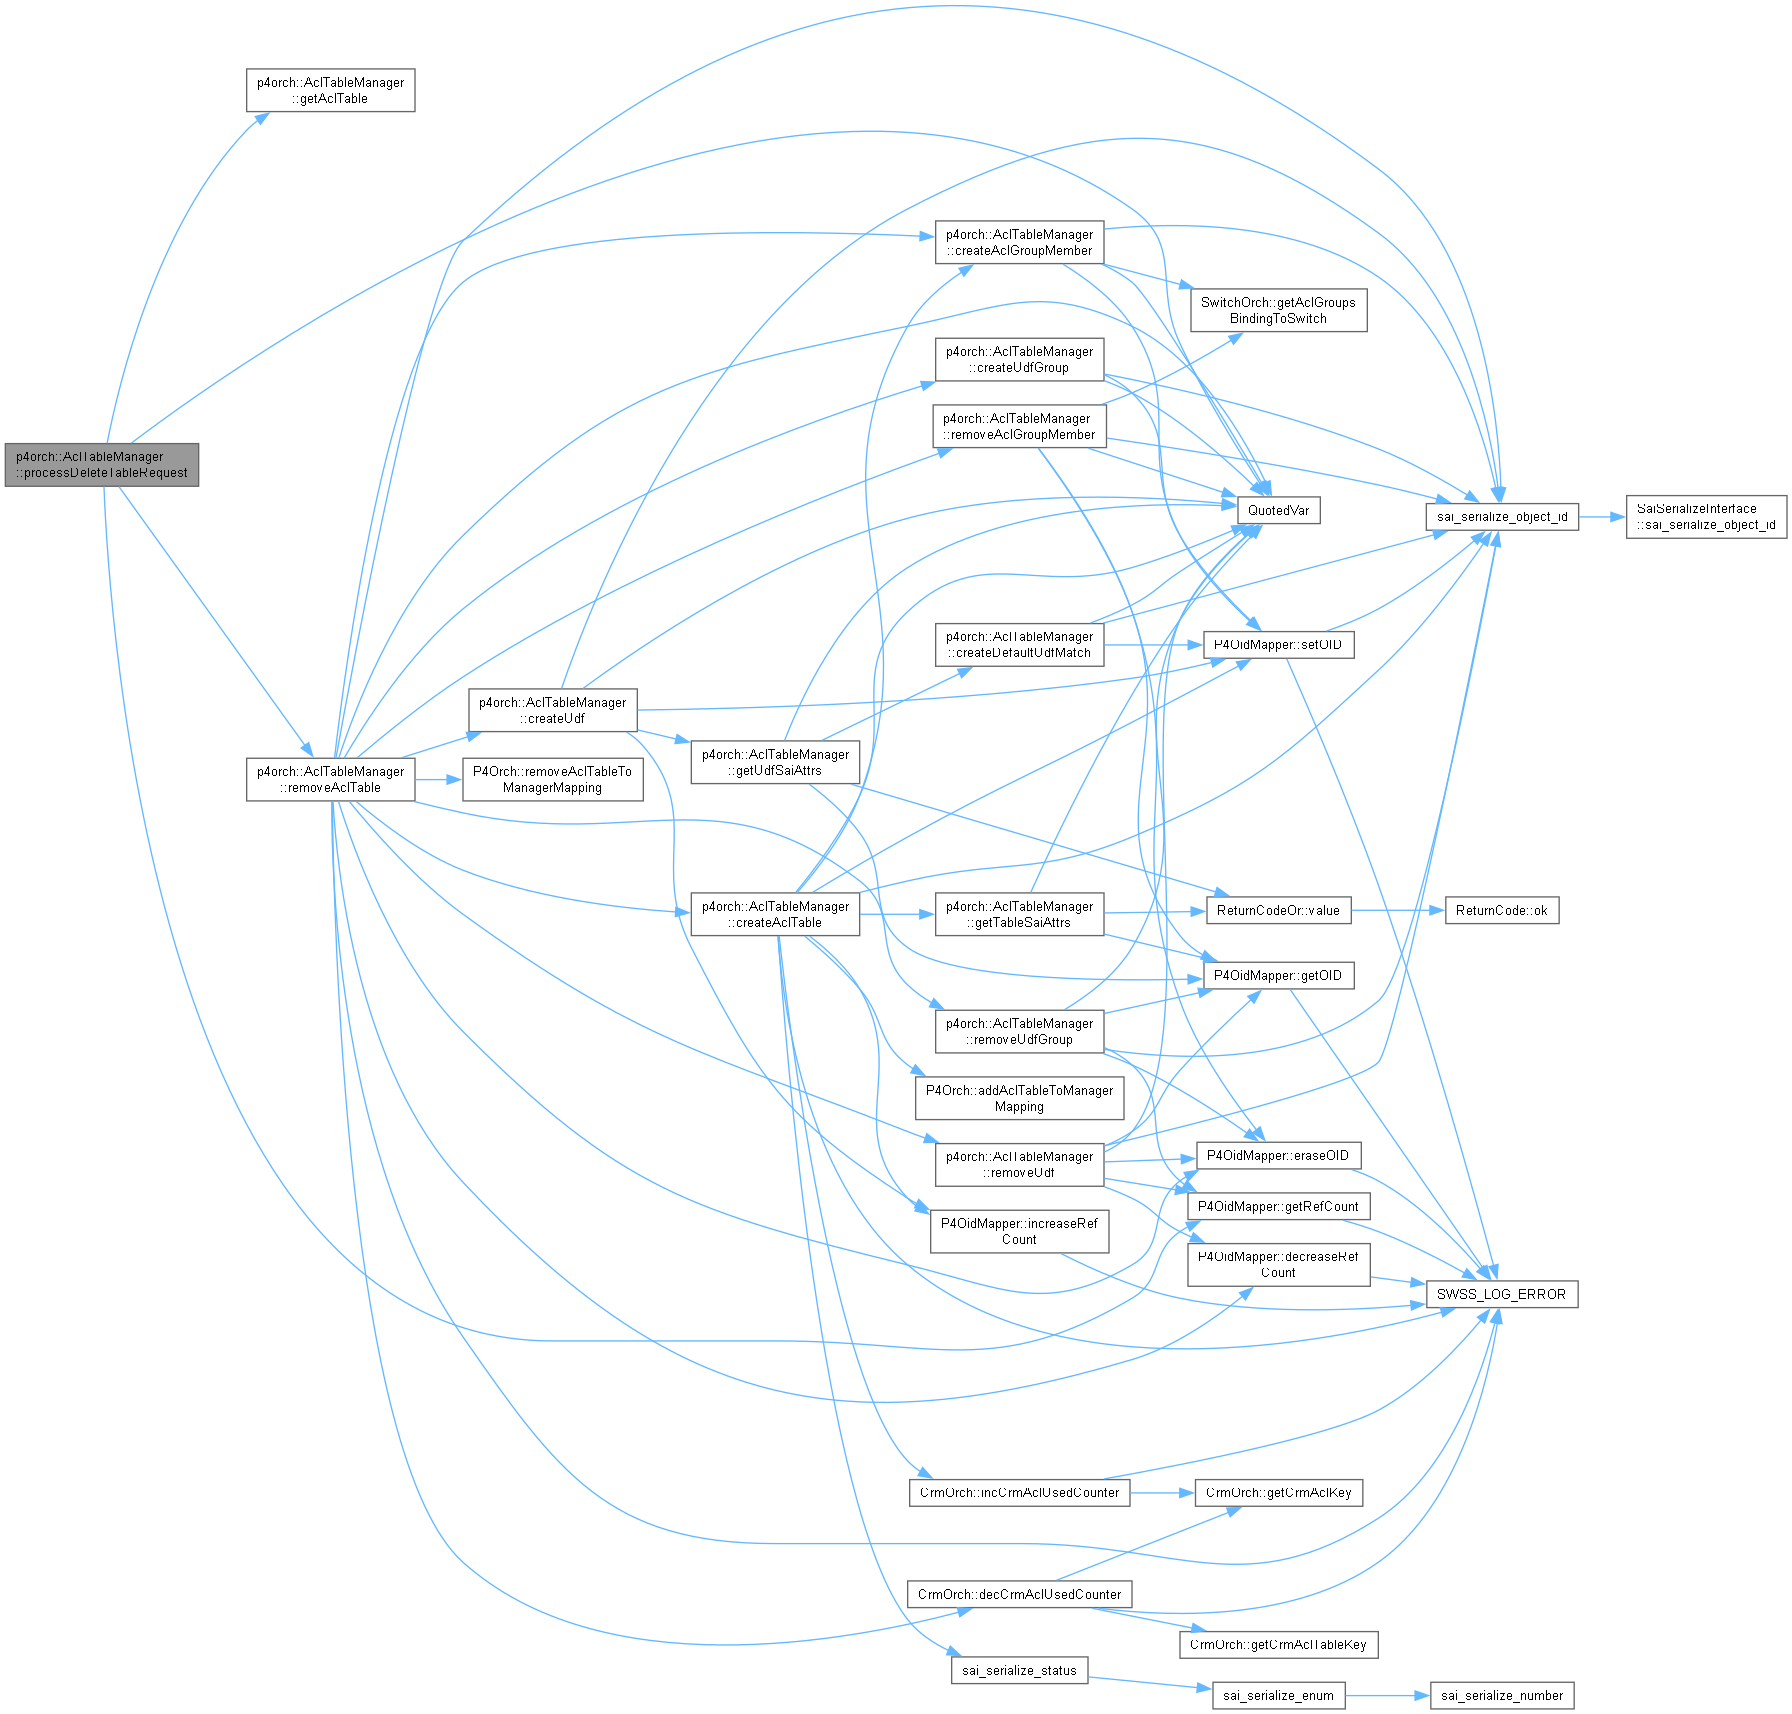 p4orch::AclTableManager
::getAclTable
p4orch::AclTableManager
::createAclGroupMember
SwitchOrch::getAclGroups
BindingToSwitch
p4orch::AclTableManager
::createUdfGroup
p4orch::AclTableManager
::removeAclGroupMember
p4orch::AclTableManager
::processDeleteTableRequest
QuotedVar
sai_serialize_object_id
SaiSerializeInterface
::sai_serialize_object_id
p4orch::AclTableManager
::createDefaultUdfMatch
P4OidMapper::setOID
p4orch::AclTableManager
::createUdf
p4orch::AclTableManager
::getUdfSaiAttrs
p4orch::AclTableManager
::removeAclTable
P4Orch::removeAclTableTo
ManagerMapping
p4orch::AclTableManager
::createAclTable
p4orch::AclTableManager
::getTableSaiAttrs
ReturnCodeOr::value
ReturnCode::ok
P4OidMapper::getOID
p4orch::AclTableManager
::removeUdfGroup
P4Orch::addAclTableToManager
Mapping
p4orch::AclTableManager
::removeUdf
P4OidMapper::eraseOID
P4OidMapper::getRefCount
P4OidMapper::increaseRef
Count
P4OidMapper::decreaseRef
Count
SWSS_LOG_ERROR
CrmOrch::incCrmAclUsedCounter
CrmOrch::getCrmAclKey
CrmOrch::decCrmAclUsedCounter
CrmOrch::getCrmAclTableKey
sai_serialize_status
sai_serialize_enum
sai_serialize_number